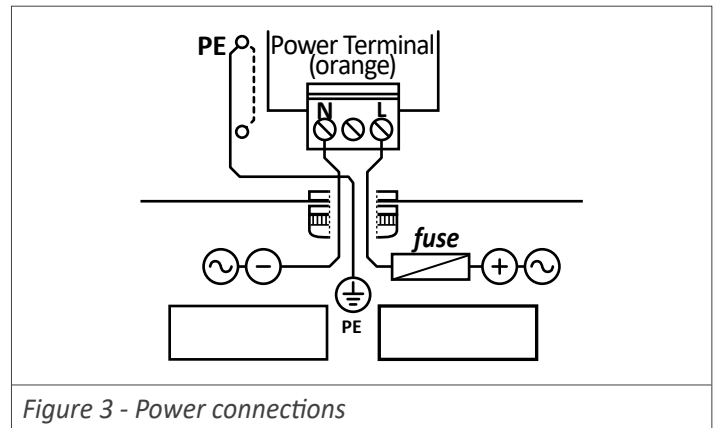 PE
Power Terminal
(orange)
N L
fuse
PE
Figure 3 - Power connections